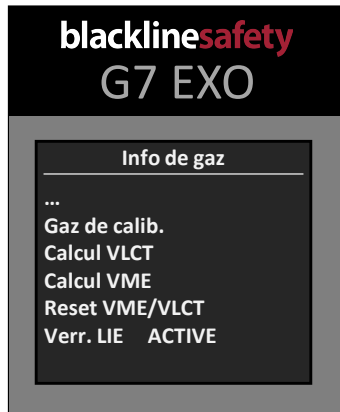 blacklinesafety
G7 EXO
Info de gaz
...
Gaz de calib.
Calcul VLCT
Calcul VME
Reset VME/VLCT
Verr. LIE ACTIVE